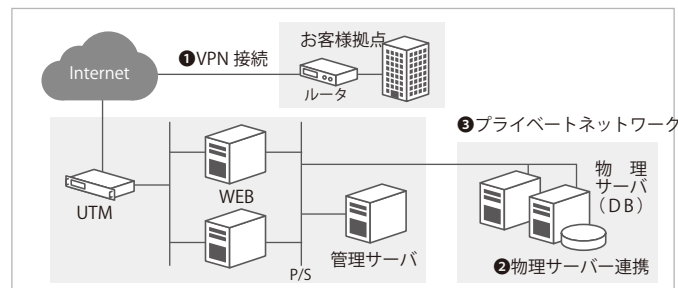 お客様拠点
❶VPN 接続
Internet
ルータ
❸プライベートネットワーク
物 理
サーバ
（DB）
WEB
UTM
管理サーバ
P/S
❷物理サーバー連携